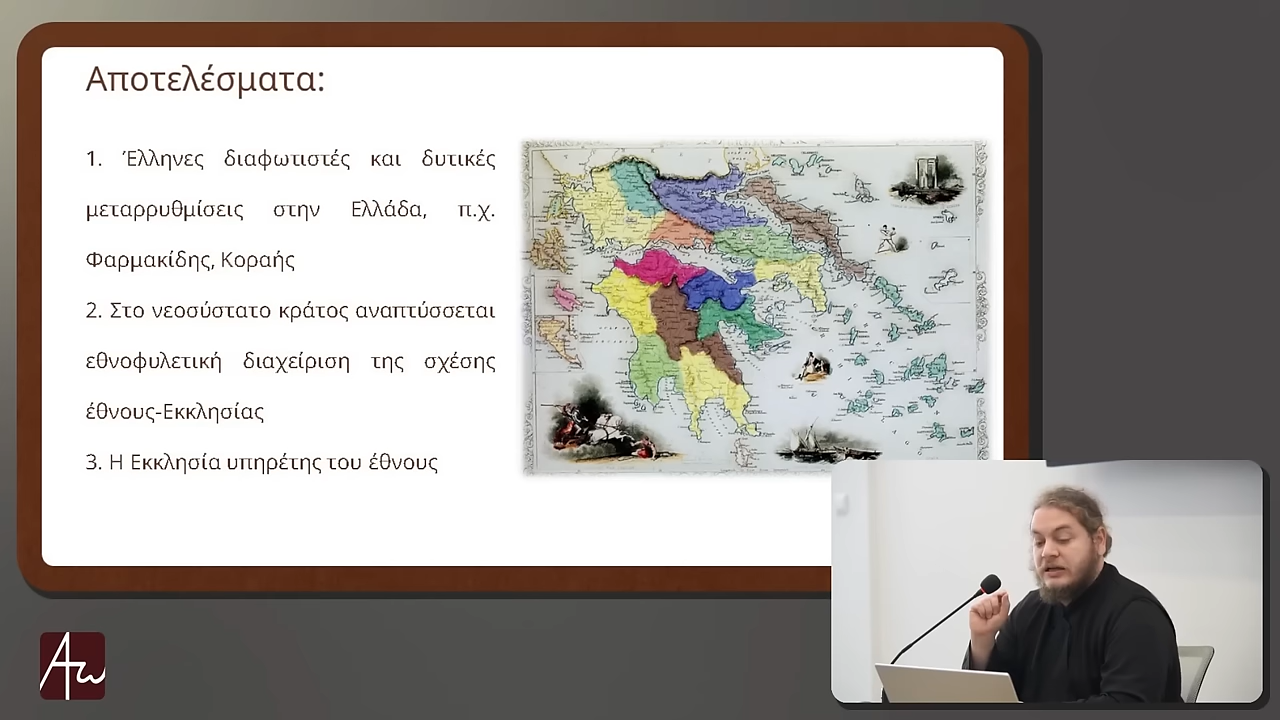 Αποτελέσματα:
1. Έλληνες διαφωτιστές και δυτικές
μεταρρυθμίσεις στην Ελλάδα, π.χ.
Φαρμακίδης, Κοραής
2. Στο νεοσύστατο κράτος αναπτύσσεται
εθνοφυλετική διαχείριση της σχέσης
έθνους-Εκκλησίας
3. Η Εκκλησία υπηρέτης του έθνους
Αω